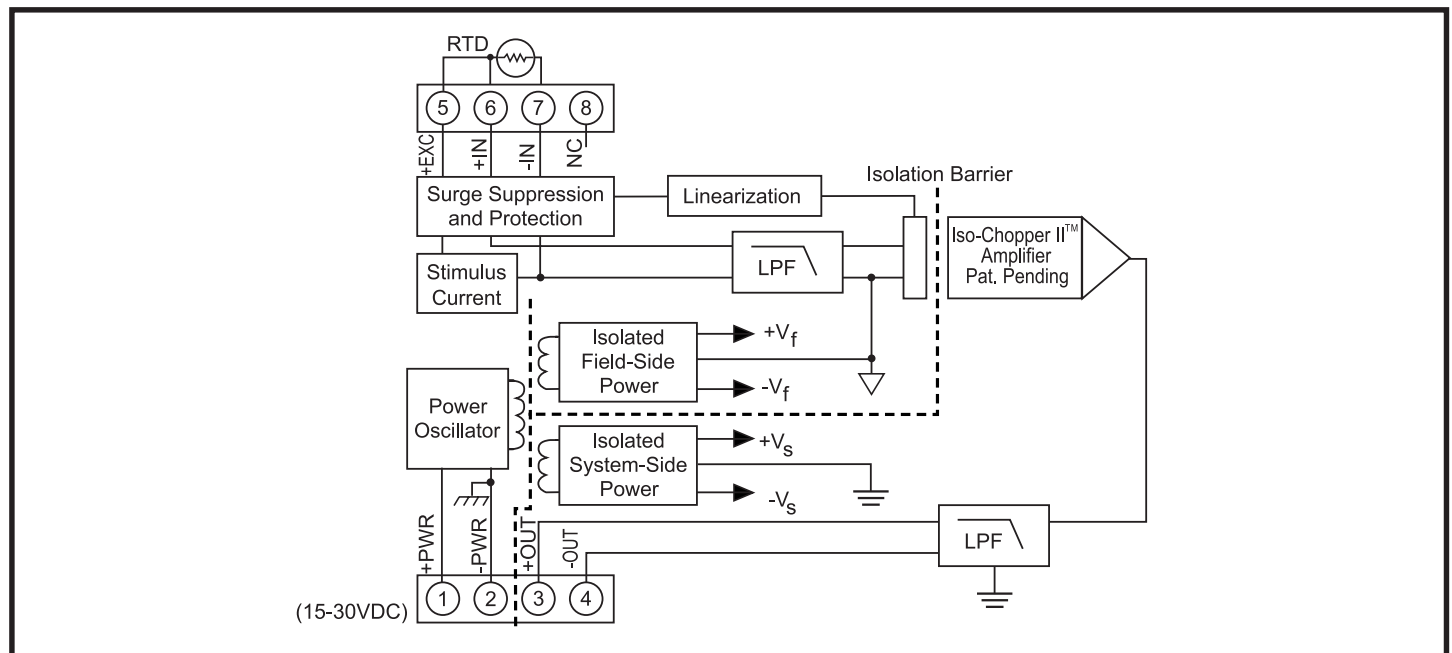 RTD
5 6 7 8
+EXC
+IN
-IN
NC
Surge Suppression
and Protection
Linearization
Isolation Barrier
Stimulus
Current
LPF
Iso-Chopper II™
Amplifier
Pat. Pending
Isolated
Field-Side
Power
+Vf
-Vf
Power
Oscillator
Isolated
System-Side
Power
+Vs
-Vs
+PWR
-PWR
+OUT
-OUT
LPF
(15-30VDC)
1 2 3 4